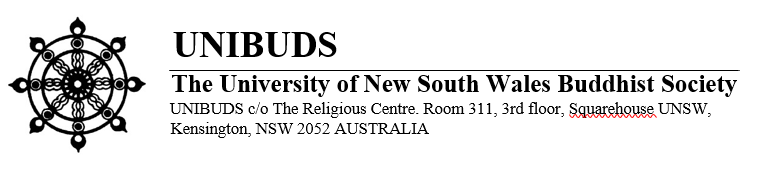 UNIBUDS
The University of New South Wales Buddhist Society
UNIBUDS c/o The Religious Centre. Room 311, 3rd floor, Squarehouse UNSW,
Kensington, NSW 2052 AUSTRALIA